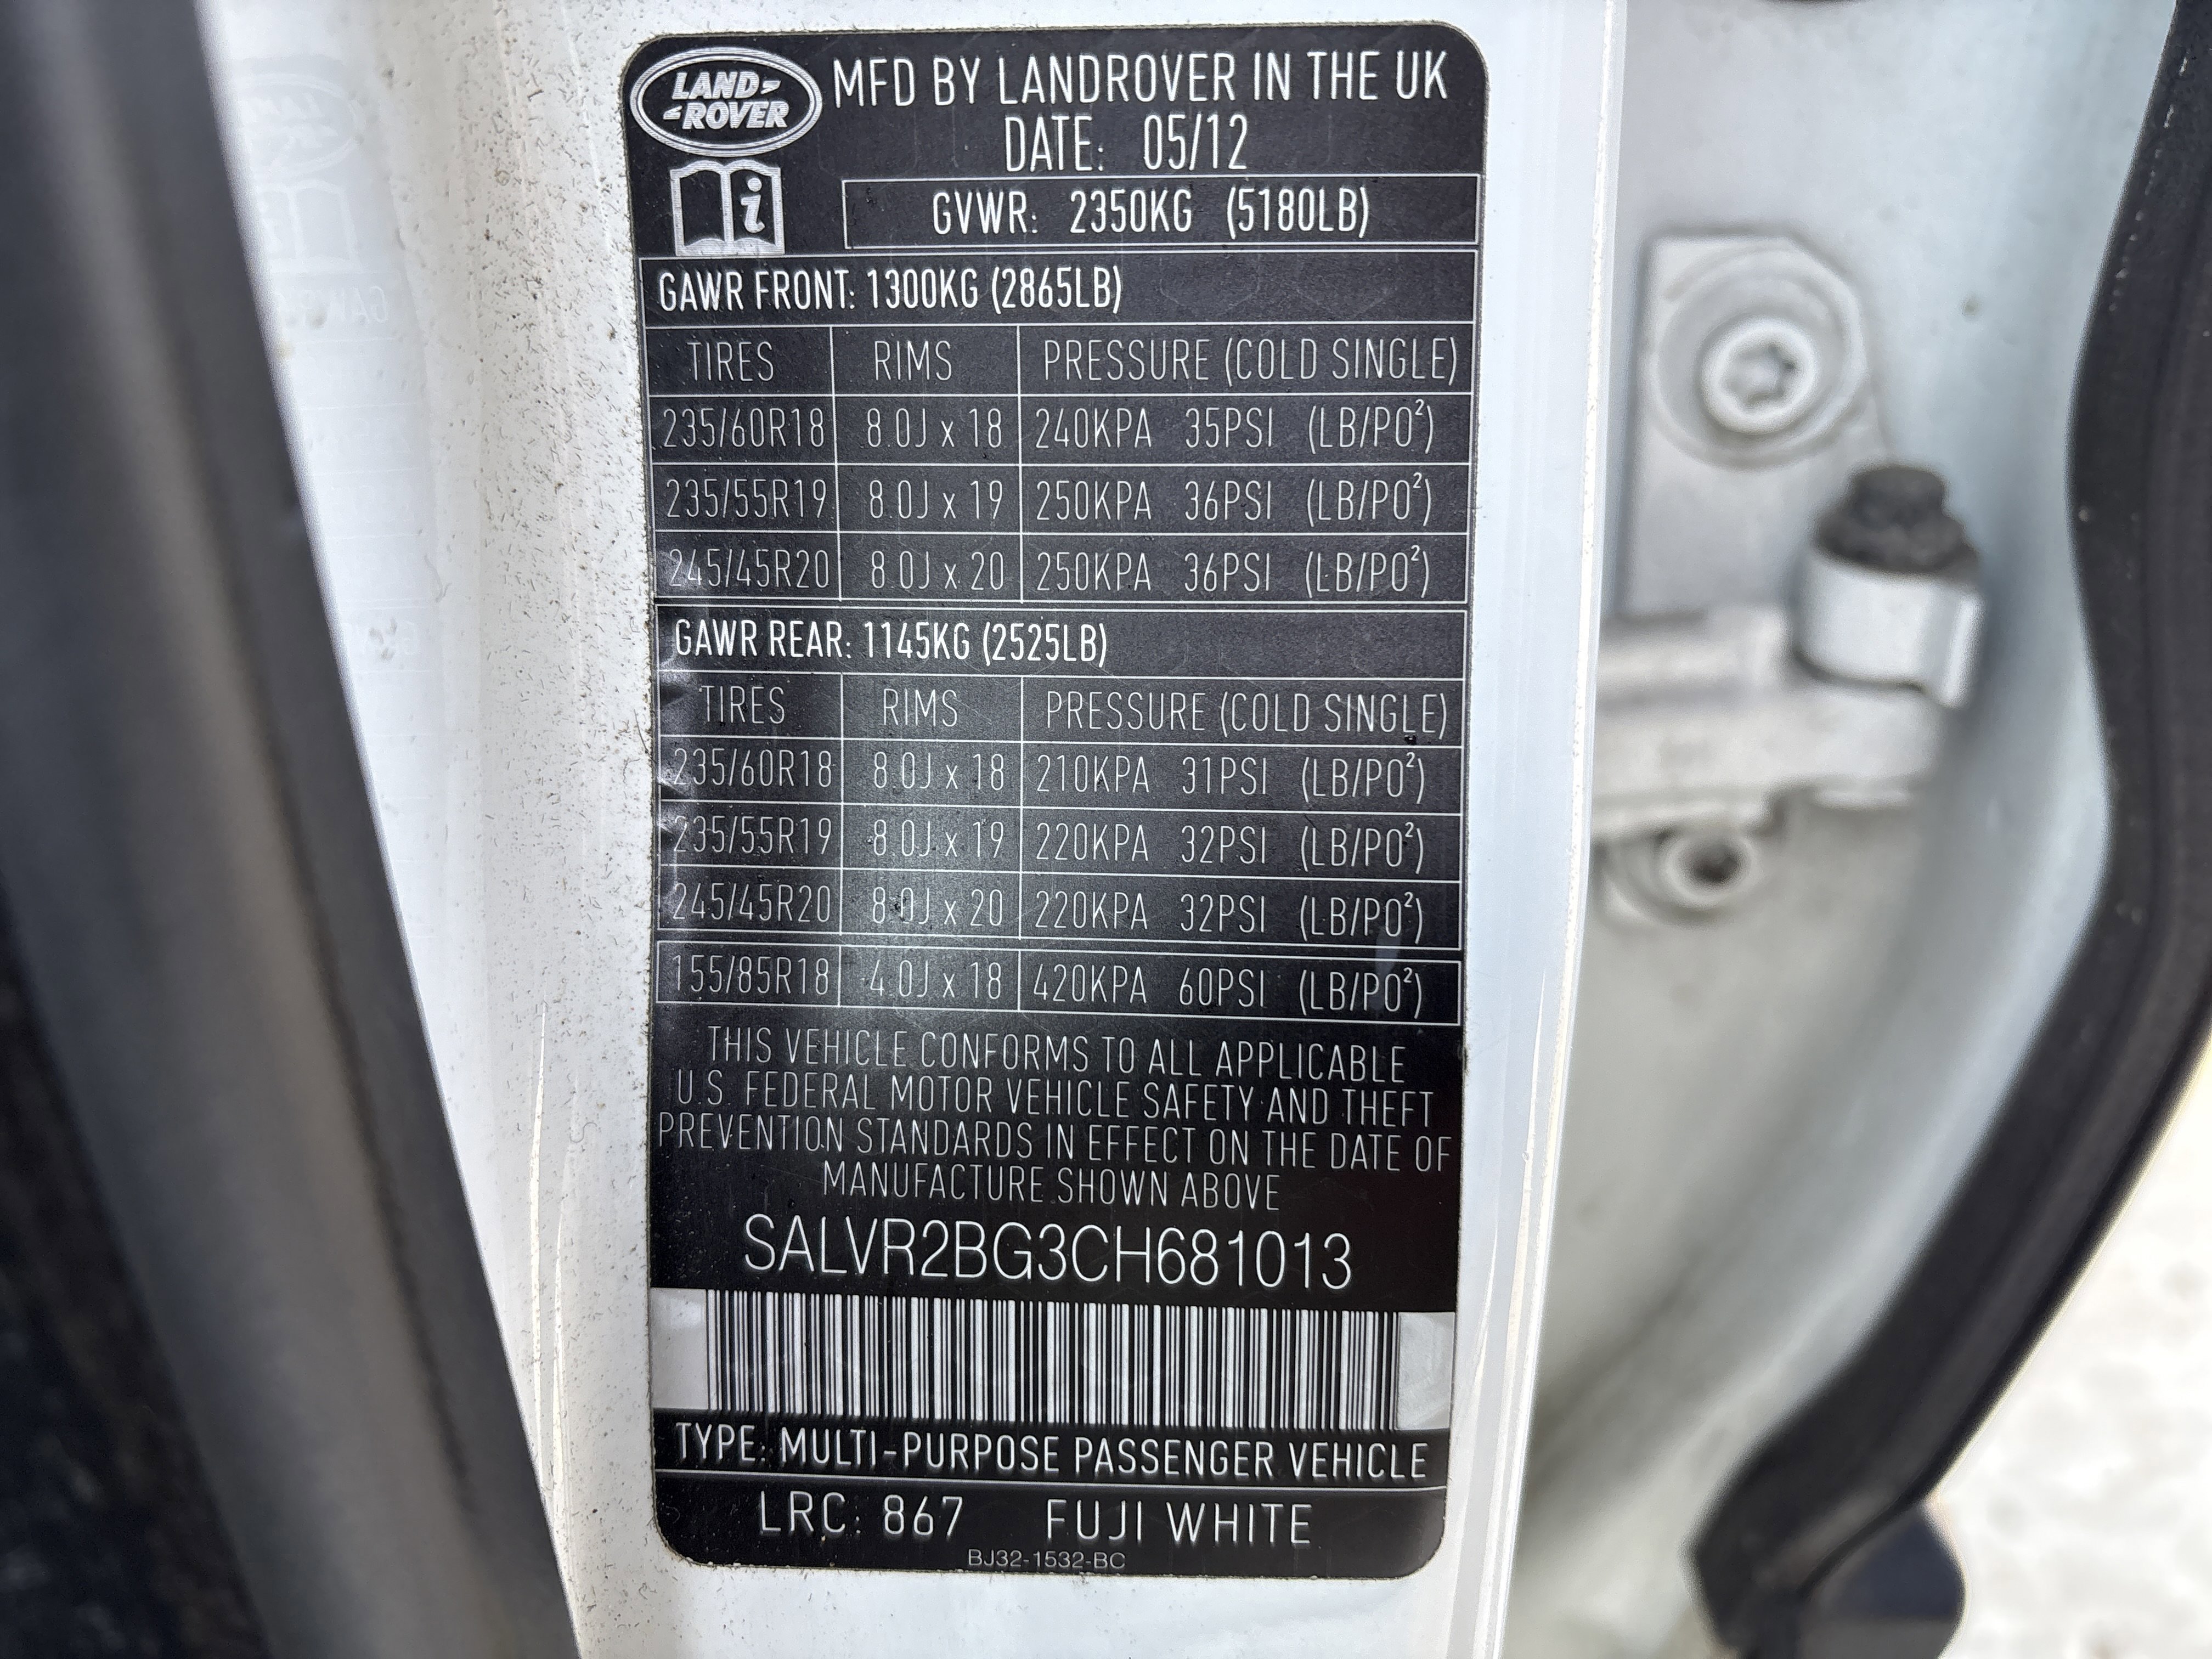 LAND ROVER
MFD BY LANDROVER IN THE UK
DATE: 05/12
i
GVWR: 2350KG (5180LB)
GAWR FRONT: 1300KG (2865LB)
TIRES RIMS PRESSURE (COLD SINGLE)
235/60R18 8.0J x 18 240KPA 35PSI (LB/PO²)
235/55R19 8.0J x 19 250KPA 36PSI (LB/PO²)
245/45R20 8.0J x 20 250KPA 36PSI (LB/PO²)
GAWR REAR: 1145KG (2525LB)
TIRES RIMS PRESSURE (COLD SINGLE)
235/60R18 8.0J x 18 210KPA 31PSI (LB/PO²)
235/55R19 8.0J x 19 220KPA 32PSI (LB/PO²)
245/45R20 8.0J x 20 220KPA 32PSI (LB/PO²)
155/85R18 4.0J x 18 420KPA 60PSI (LB/PO²)
THIS VEHICLE CONFORMS TO ALL APPLICABLE
U.S. FEDERAL MOTOR VEHICLE SAFETY AND THEFT
PREVENTION STANDARDS IN EFFECT ON THE DATE OF
MANUFACTURE SHOWN ABOVE
SALVR2BG3CH681013
TYPE: MULTI-PURPOSE PASSENGER VEHICLE
LRC: 867 FUJI WHITE
BJ32-1532-BC